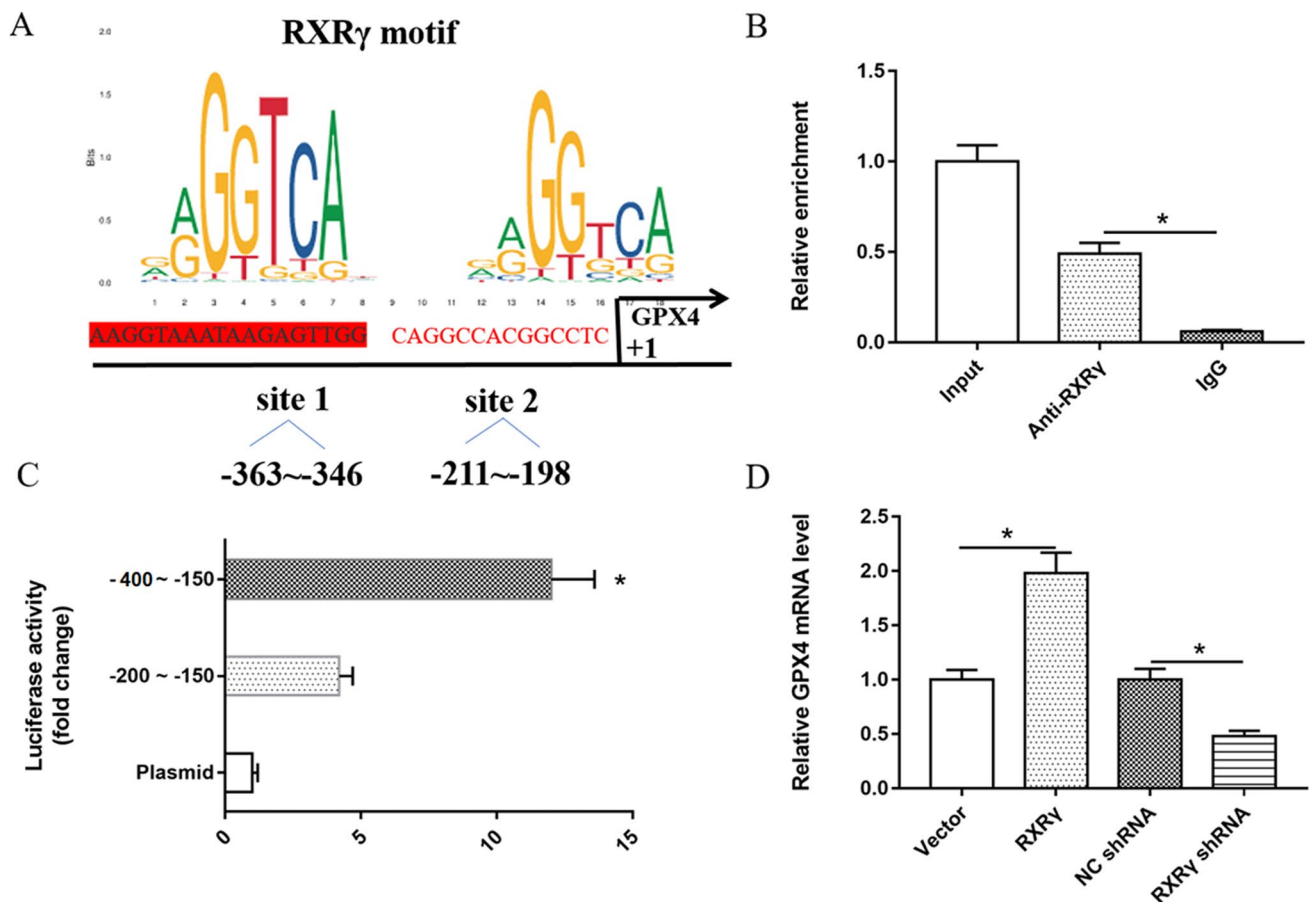 A
RXRγ motif
2.0
1.5
1.0
0.5
0.0
Bits
1 2 3 4 5 6 7 8 9 10 11 12 13 14 15 16 17 18
AAGGTAAATAAGAGTTGG CAGGCCACGGCCTC
GPX4
+1
site 1 site 2
-363~-346 -211~-198
B
Relative enrichment
1.5
1.0
0.5
0.0
*
Input Anti-RXRγ IgG
C
Luciferase activity
(fold change)
- 400 ~ -150
*
-200 ~ -150
Plasmid
0 5 10 15
D
Relative GPX4 mRNA level
2.5
2.0
1.5
1.0
0.5
0.0
* *
Vector RXRγ NC shRNA RXRγ shRNA